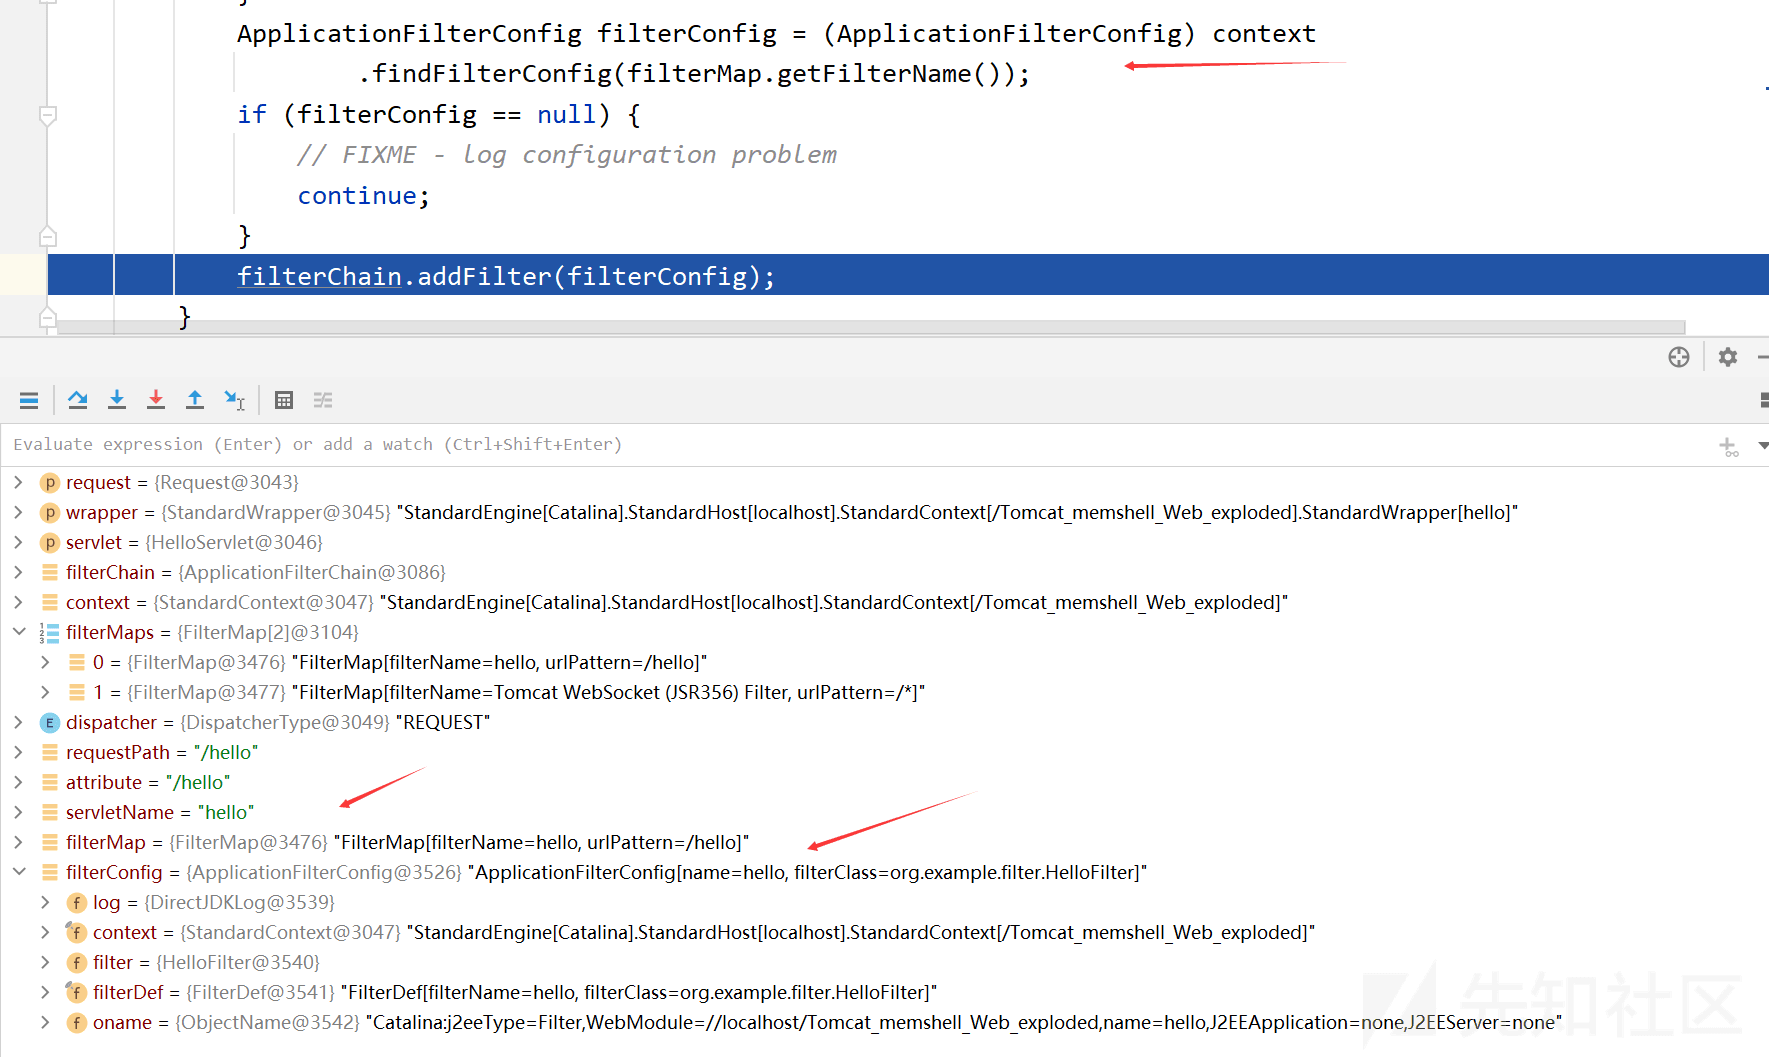 }
ApplicationFilterConfig filterConfig = (ApplicationFilterConfig) context
.findFilterConfig(filterMap.getFilterName());
if (filterConfig == null) {
// FIXME - log configuration problem
continue;
}
filterChain.addFilter(filterConfig);
}
Evaluate expression (Enter) or add a watch (Ctrl+Shift+Enter)
p request = {Request@3043}
p wrapper = {StandardWrapper@3045} "StandardEngine[Catalina].StandardHost[localhost].StandardContext[/Tomcat_memshell_Web_exploded].StandardWrapper[hello]"
p servlet = {HelloServlet@3046}
filterChain = {ApplicationFilterChain@3086}
context = {StandardContext@3047} "StandardEngine[Catalina].StandardHost[localhost].StandardContext[/Tomcat_memshell_Web_exploded]"
filterMaps = {FilterMap[2]@3104}
0 = {FilterMap@3476} "FilterMap[filterName=hello, urlPattern=/hello]"
1 = {FilterMap@3477} "FilterMap[filterName=Tomcat WebSocket (JSR356) Filter, urlPattern=/*]"
E dispatcher = {DispatcherType@3049} "REQUEST"
requestPath = "/hello"
attribute = "/hello"
servletName = "hello"
filterMap = {FilterMap@3476} "FilterMap[filterName=hello, urlPattern=/hello]"
filterConfig = {ApplicationFilterConfig@3526} "ApplicationFilterConfig[name=hello, filterClass=org.example.filter.HelloFilter]"
f log = {DirectJDKLog@3539}
f context = {StandardContext@3047} "StandardEngine[Catalina].StandardHost[localhost].StandardContext[/Tomcat_memshell_Web_exploded]"
f filter = {HelloFilter@3540}
f filterDef = {FilterDef@3541} "FilterDef[filterName=hello, filterClass=org.example.filter.HelloFilter]"
f oname = {ObjectName@3542} "Catalina:j2eeType=Filter,WebModule=//localhost/Tomcat_memshell_Web_exploded,name=hello,J2EEApplication=none,J2EEServer=none"
先知社区